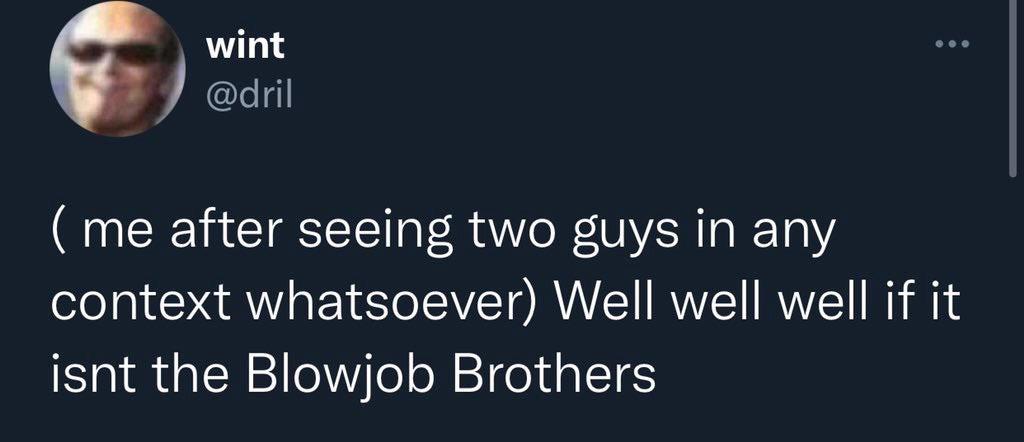 wint
@dril
( me after seeing two guys in any
context whatsoever) Well well well if it
isnt the Blowjob Brothers